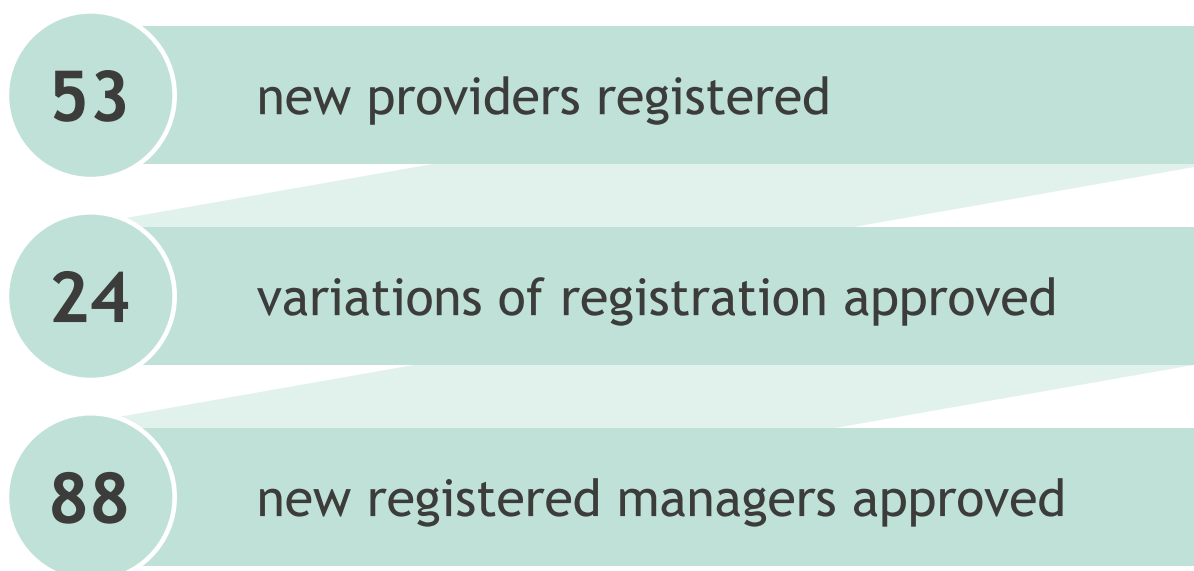 53 new providers registered
24 variations of registration approved
88 new registered managers approved